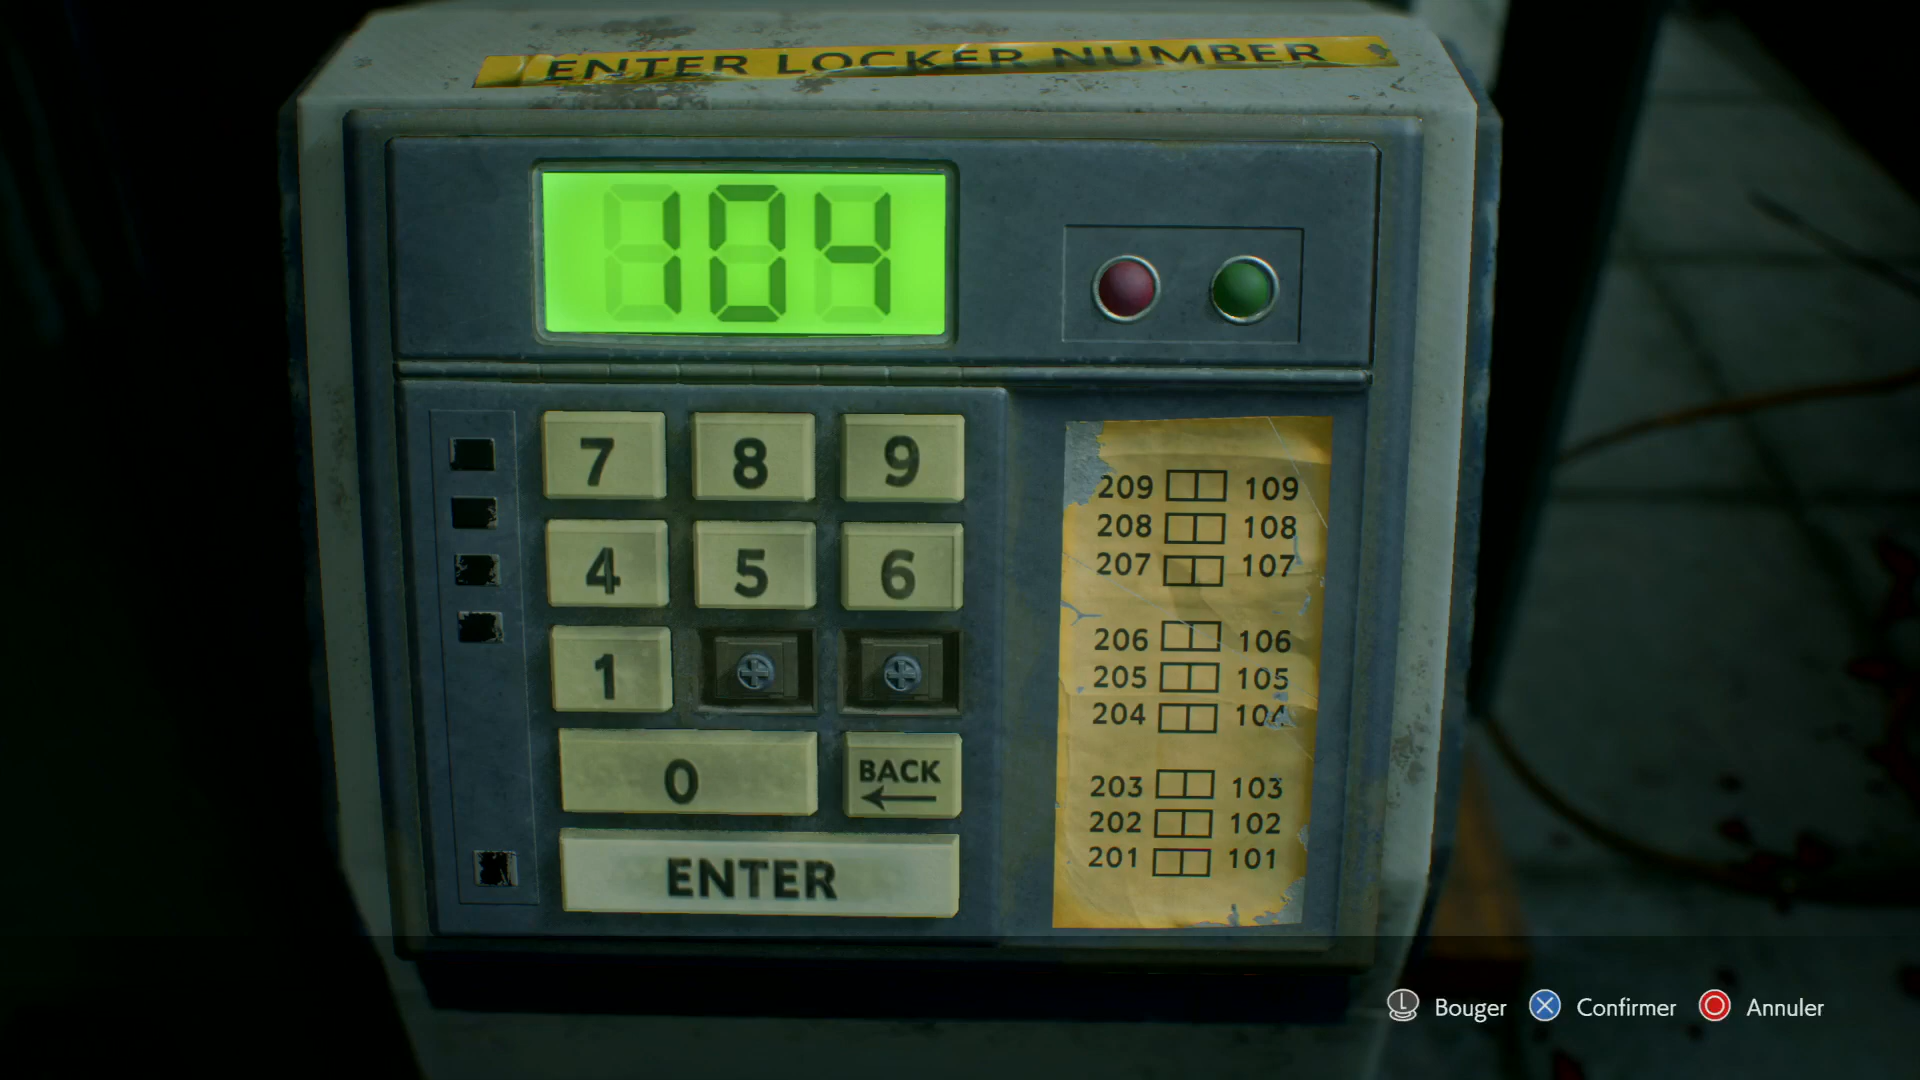 ENTER LOCKER NUMBER
104
7 8 9
4 5 6
1
0 BACK
ENTER
209 109
208 108
207 107
206 106
205 105
204 104
203 103
202 102
201 101
L Bouger Confirmer Annuler